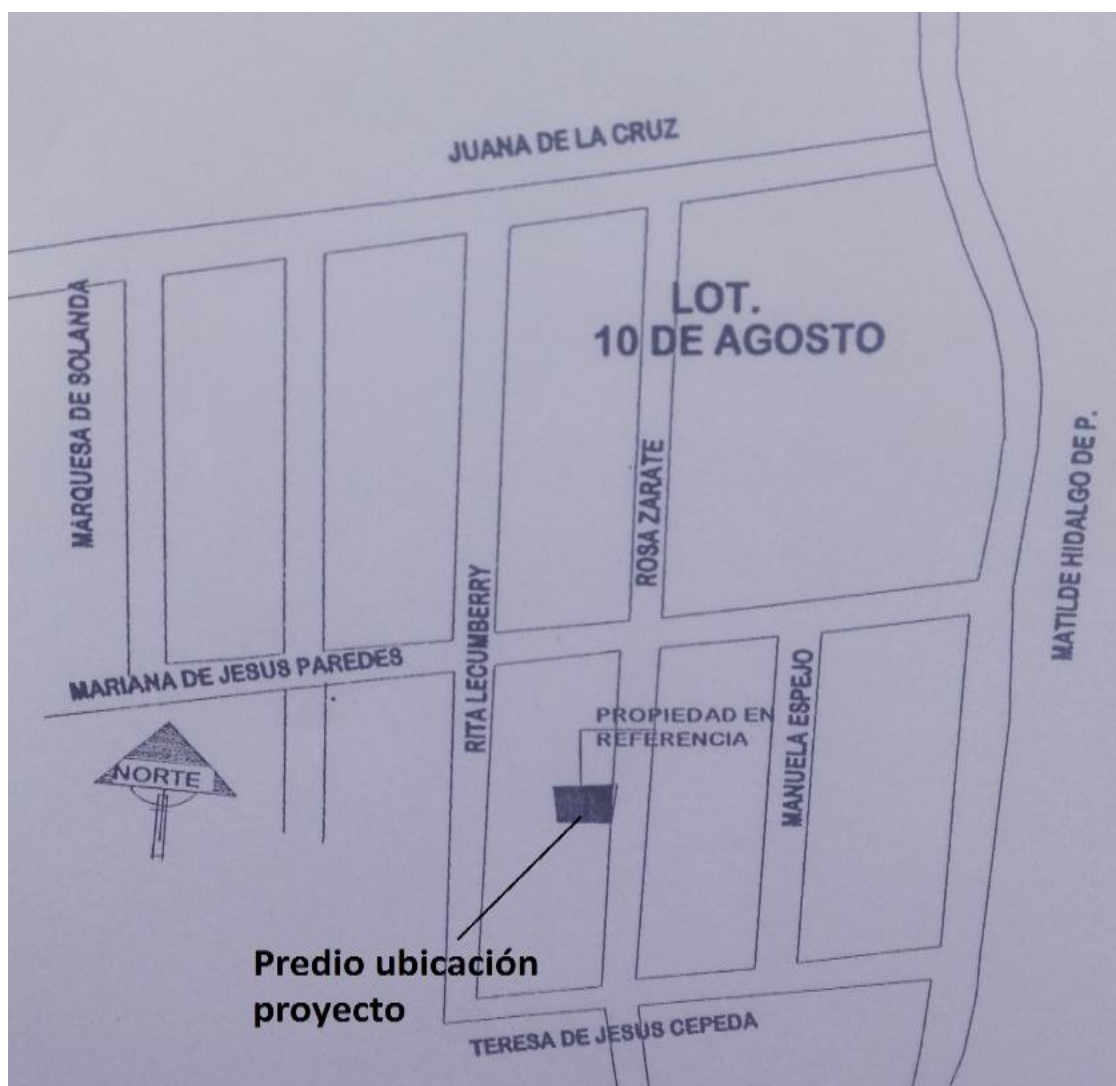 JUANA DE LA CRUZ
LOT.
10 DE AGOSTO
MARQUESA DE SOLANDA
ROSA ZARATE
MATILDE HIDALGO DE P.
RITA LECUMBERRY
MARIANA DE JESUS PAREDES
MANUELA ESPEJO
PROPIEDAD EN
REFERENCIA
NORTE
Predio ubicación
proyecto
TERESA DE JESUS CEPEDA